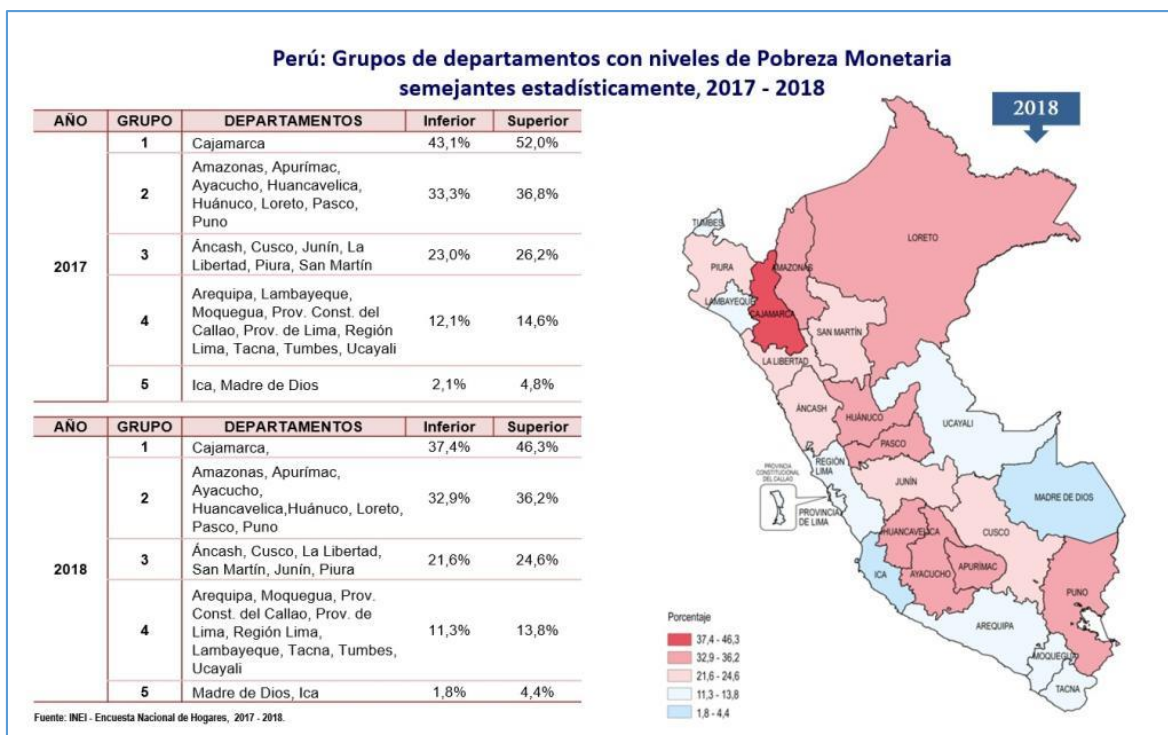 Perú: Grupos de departamentos con niveles de Pobreza Monetaria
semejantes estadísticamente, 2017 - 2018
AÑO GRUPO DEPARTAMENTOS Inferior Superior
2017
1 Cajamarca 43,1% 52,0%
2 Amazonas, Apurímac,
Ayacucho, Huancavelica,
Huánuco, Loreto, Pasco,
Puno 33,3% 36,8%
3 Áncash, Cusco, Junín, La
Libertad, Piura, San Martín 23,0% 26,2%
4 Arequipa, Lambayeque,
Moquegua, Prov. Const. del
Callao, Prov. de Lima, Región
Lima, Tacna, Tumbes, Ucayali 12,1% 14,6%
5 Ica, Madre de Dios 2,1% 4,8%
AÑO GRUPO DEPARTAMENTOS Inferior Superior
2018
1 Cajamarca, 37,4% 46,3%
2 Amazonas, Apurímac,
Ayacucho,
Huancavelica,Huánuco, Loreto,
Pasco, Puno 32,9% 36,2%
3 Áncash, Cusco, La Libertad,
San Martín, Junín, Piura 21,6% 24,6%
4 Arequipa, Moquegua, Prov.
Const. del Callao, Prov. de
Lima, Región Lima,
Lambayeque, Tacna, Tumbes,
Ucayali 11,3% 13,8%
5 Madre de Dios, Ica 1,8% 4,4%
Fuente: INEI - Encuesta Nacional de Hogares, 2017 - 2018.
2018
TUMBES
LORETO
PIURA
AMAZONAS
LAMBAYEQUE
CAJAMARCA
SAN MARTÍN
LA LIBERTAD
ÁNCASH
HUÁNUCO
UCAYALI
PASCO
REGIÓN
LIMA
PROVINCIA
CONSTITUCIONAL
DEL CALLAO
JUNÍN
MADRE DE DIOS
PROVINCIA
DE LIMA
HUANCAVELICA
CUSCO
ICA
AYACUCHO
APURÍMAC
PUNO
AREQUIPA
MOQUEGUA
TACNA
Porcentaje
37,4 - 46,3
32,9 - 36,2
21,6 - 24,6
11,3 - 13,8
1,8 - 4,4